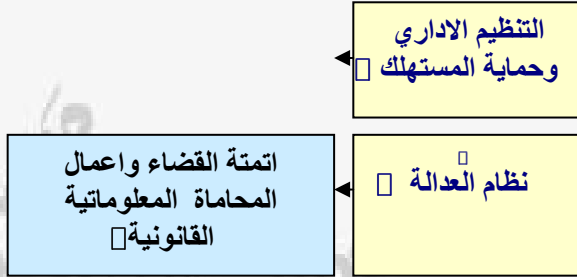 التنظيم الاداري
وحماية المستهلك
نظام العدالة
اتمتة القضاء واعمال
المحاماة المعلوماتية
القانونية